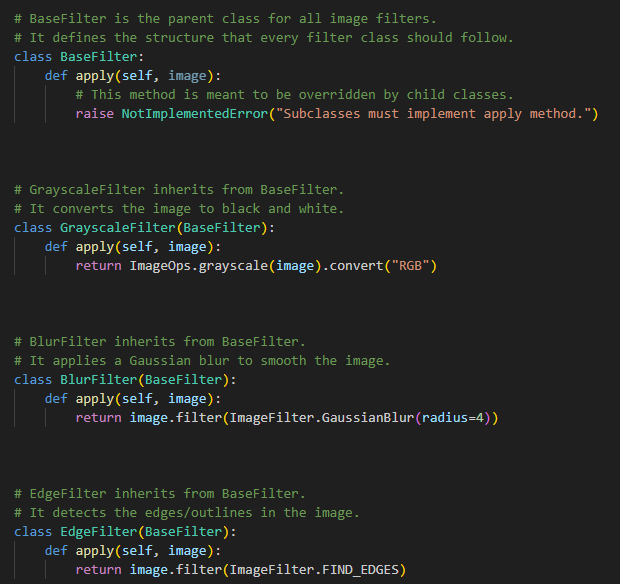 # BaseFilter is the parent class for all image filters.
# It defines the structure that every filter class should follow.
class BaseFilter:
    def apply(self, image):
        # This method is meant to be overridden by child classes.
        raise NotImplementedError("Subclasses must implement apply method.")
# GrayscaleFilter inherits from BaseFilter.
# It converts the image to black and white.
class GrayscaleFilter(BaseFilter):
    def apply(self, image):
        return ImageOps.grayscale(image).convert("RGB")
# BlurFilter inherits from BaseFilter.
# It applies a Gaussian blur to smooth the image.
class BlurFilter(BaseFilter):
    def apply(self, image):
        return image.filter(ImageFilter.GaussianBlur(radius=4))
# EdgeFilter inherits from BaseFilter.
# It detects the edges/outlines in the image.
class EdgeFilter(BaseFilter):
    def apply(self, image):
        return image.filter(ImageFilter.FIND_EDGES)